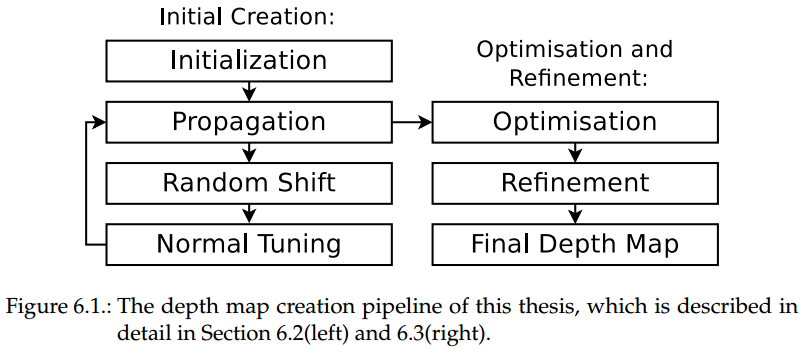 Initial Creation:
Initialization
Propagation
Random Shift
Normal Tuning
Optimisation and
Refinement:
Optimisation
Refinement
Final Depth Map
Figure 6.1.: The depth map creation pipeline of this thesis, which is described in
detail in Section 6.2(left) and 6.3(right).